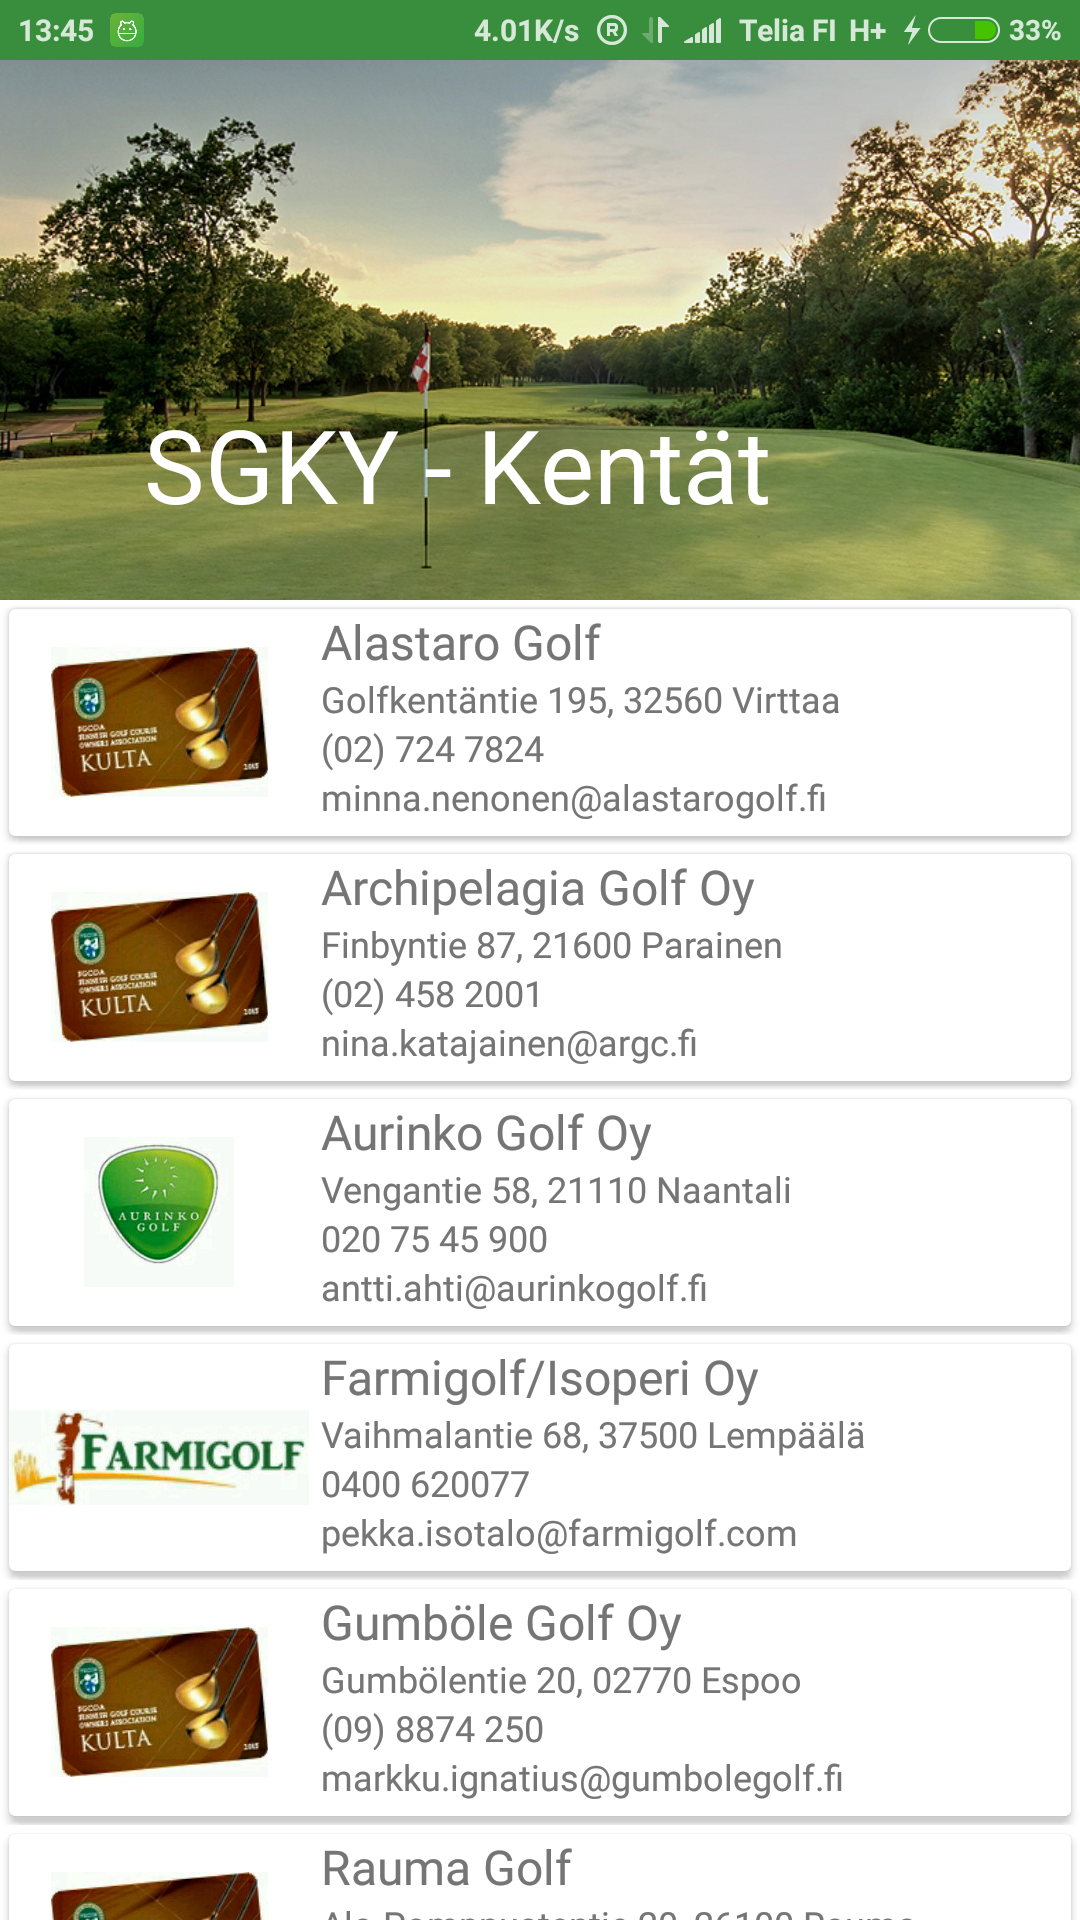 13:45 4.01K/s R Telia FI H+ 33%
SGKY - Kentät
Alastaro Golf
Golfkentäntie 195, 32560 Virttaa
(02) 724 7824
minna.nenonen@alastarogolf.fi
FGCOA
FINNISH GOLF COURSE
OWNERS ASSOCIATION
KULTA
2015
Archipelagia Golf Oy
Finbyntie 87, 21600 Parainen
(02) 458 2001
nina.katajainen@argc.fi
FGCOA
FINNISH GOLF COURSE
OWNERS ASSOCIATION
KULTA
2015
Aurinko Golf Oy
Vengantie 58, 21110 Naantali
020 75 45 900
antti.ahti@aurinkogolf.fi
AURINKO
GOLF
Farmigolf/Isoperi Oy
Vaihmalantie 68, 37500 Lempäälä
0400 620077
pekka.isotalo@farmigolf.com
FARMIGOLF
Gumböle Golf Oy
Gumbölentie 20, 02770 Espoo
(09) 8874 250
markku.ignatius@gumbolegolf.fi
FGCOA
FINNISH GOLF COURSE
OWNERS ASSOCIATION
KULTA
2015
Rauma Golf